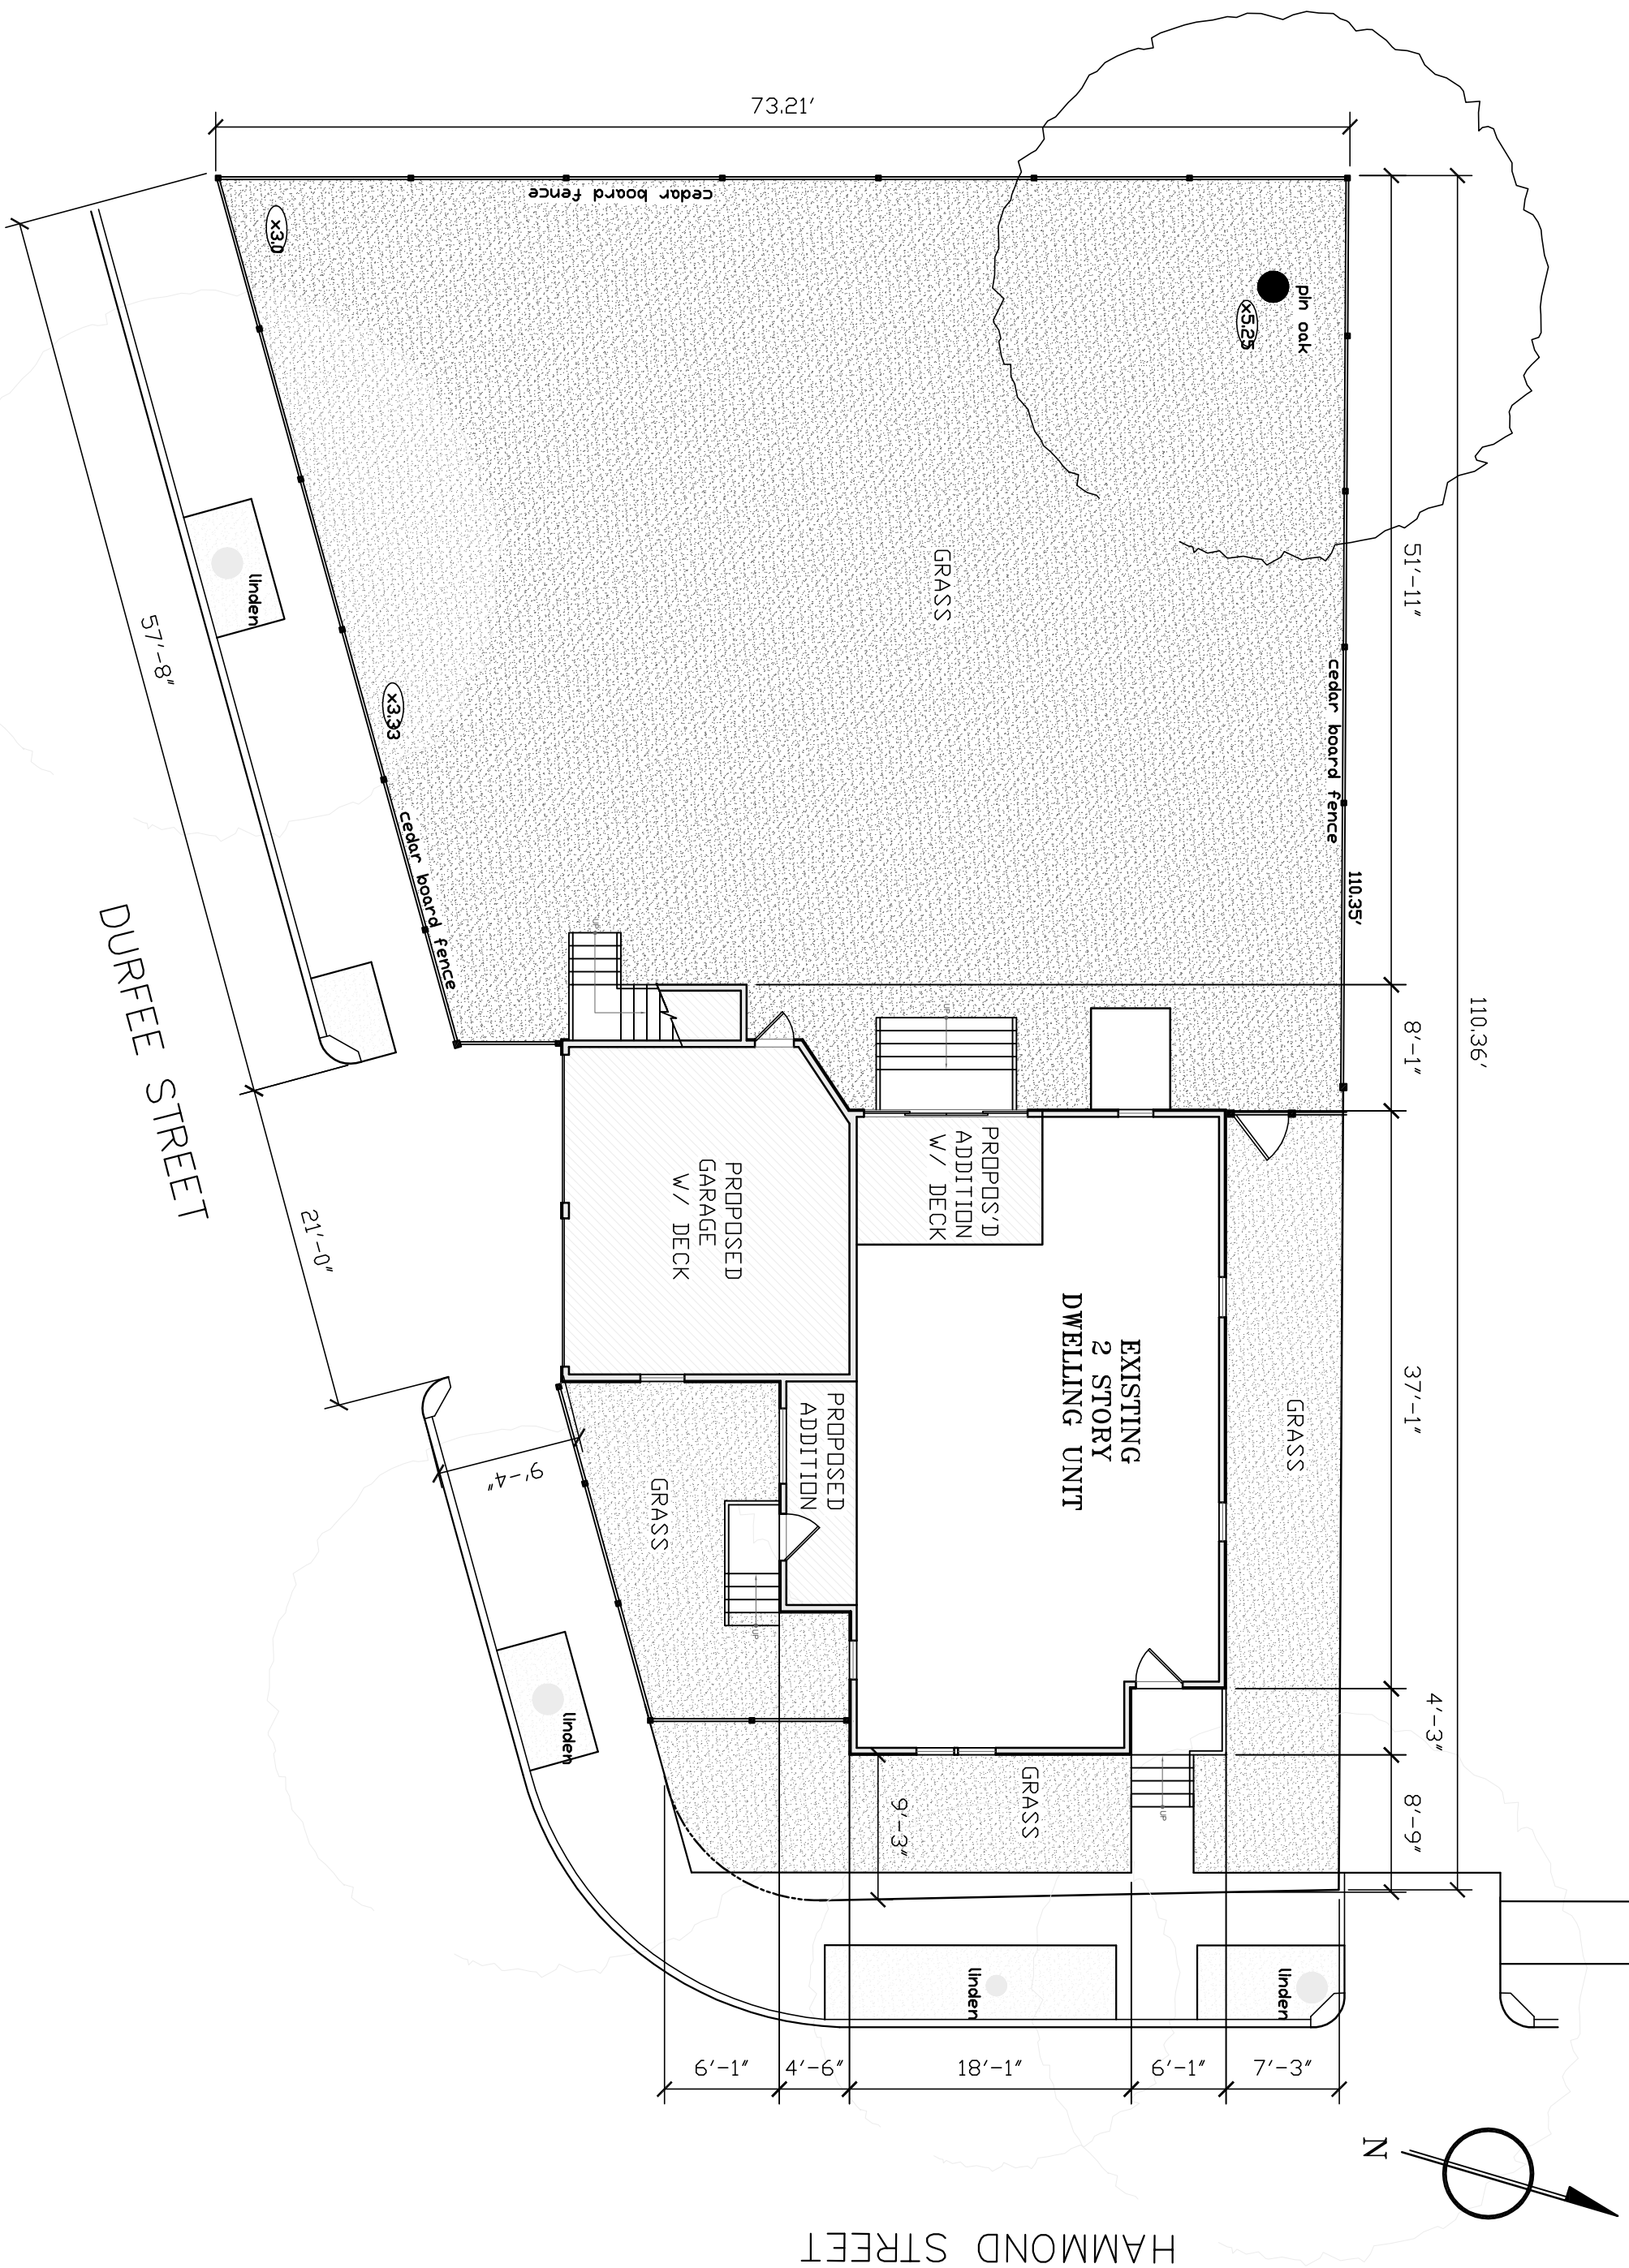 73.21'
cedar board fence
x3.0
pin oak
x5.25
GRASS
51'-11"
110.36'
linden
57'-8"
cedar board fence
x3.33
cedar board fence
110.35'
8'-1"
DURFEE STREET
UP
UP
PROPOS'D
ADDITION
W/ DECK
PROPOSED
GARAGE
W/ DECK
21'-0"
EXISTING
2 STORY
DWELLING UNIT
37'-1"
GRASS
PROPOSED
ADDITION
9'-4"
GRASS
UP
linden
4'-3"
GRASS
UP
9'-3"
8'-9"
linden
linden
6'-1"
4'-6"
18'-1"
6'-1"
7'-3"
N
HAMMOND STREET